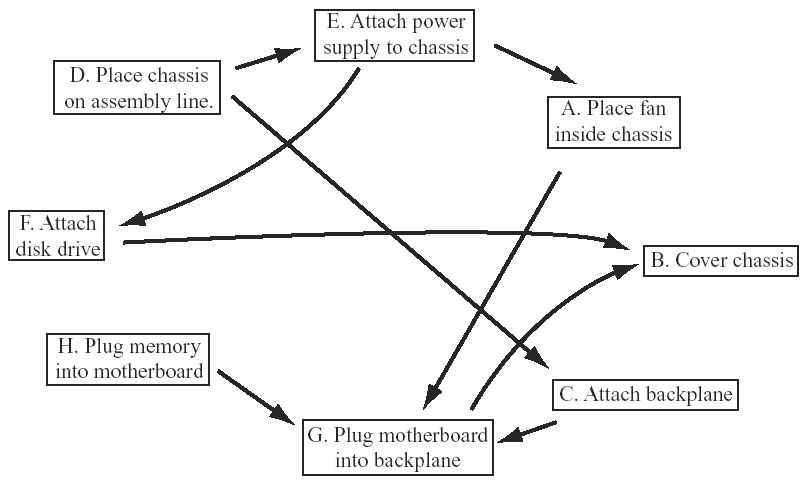 E. Attach power
supply to chassis
D. Place chassis
on assembly line.
A. Place fan
inside chassis
F. Attach
disk drive
B. Cover chassis
H. Plug memory
into motherboard
C. Attach backplane
G. Plug motherboard
into backplane